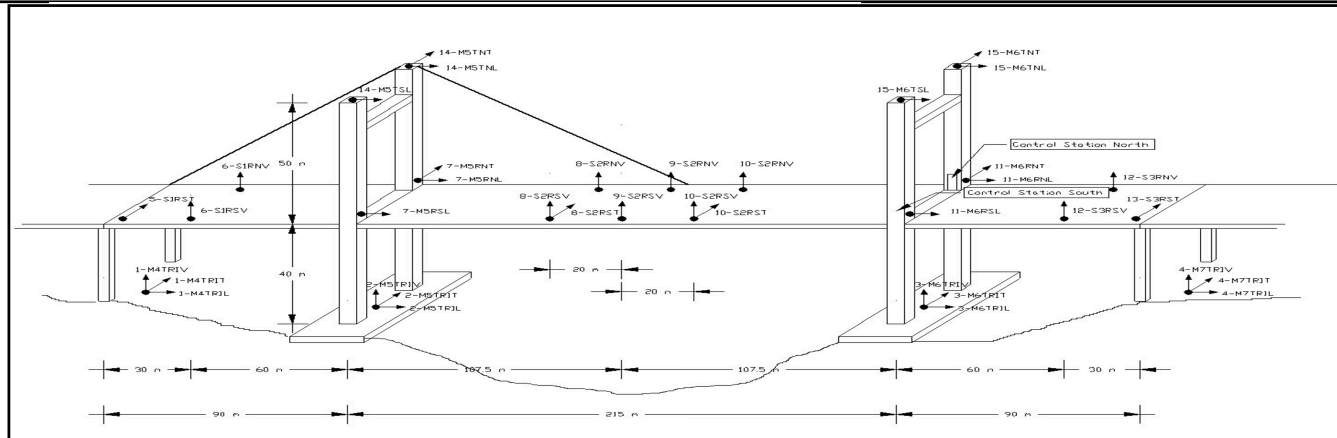 14-M5TNT
14-M5TNL
15-M6TNT
15-M6TNL
14-M5TSL
15-M6TSL
Control Station North
50 m
6-S1RNV
7-M5RNT
7-M5RNL
8-S2RNV
9-S2RNV
10-S2RNV
11-M6RNT
11-M6RNL
12-S3RNV
Control Station South
5-S1RST
6-S1RSV
7-M5RSL
8-S2RSV
9-S2RSV
10-S2RSV
8-S2RST
10-S2RST
11-M6RSL
12-S3RSV
13-S3RST
40 m
20 m
20 m
1-M4TRIV
1-M4TRIT
1-M4TRIL
2-M5TRIV
2-M5TRIT
2-M5TRIL
3-M6TRIV
3-M6TRIT
3-M6TRIL
4-M7TRIV
4-M7TRIT
4-M7TRIL
30 m
60 m
107.5 m
107.5 m
60 m
30 m
90 m
215 m
90 m